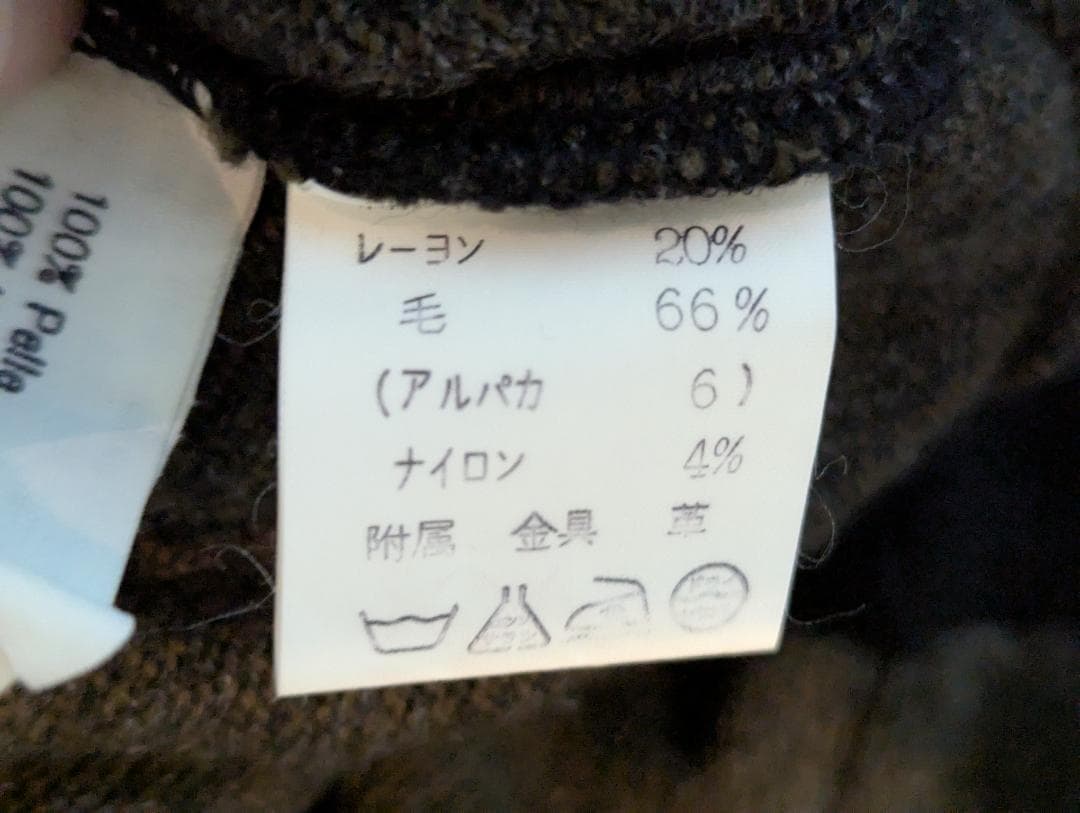 100% Pelle
100%
レーヨン 20%
毛 66%
(アルパカ 6)
ナイロン 4%
附属 金具 革